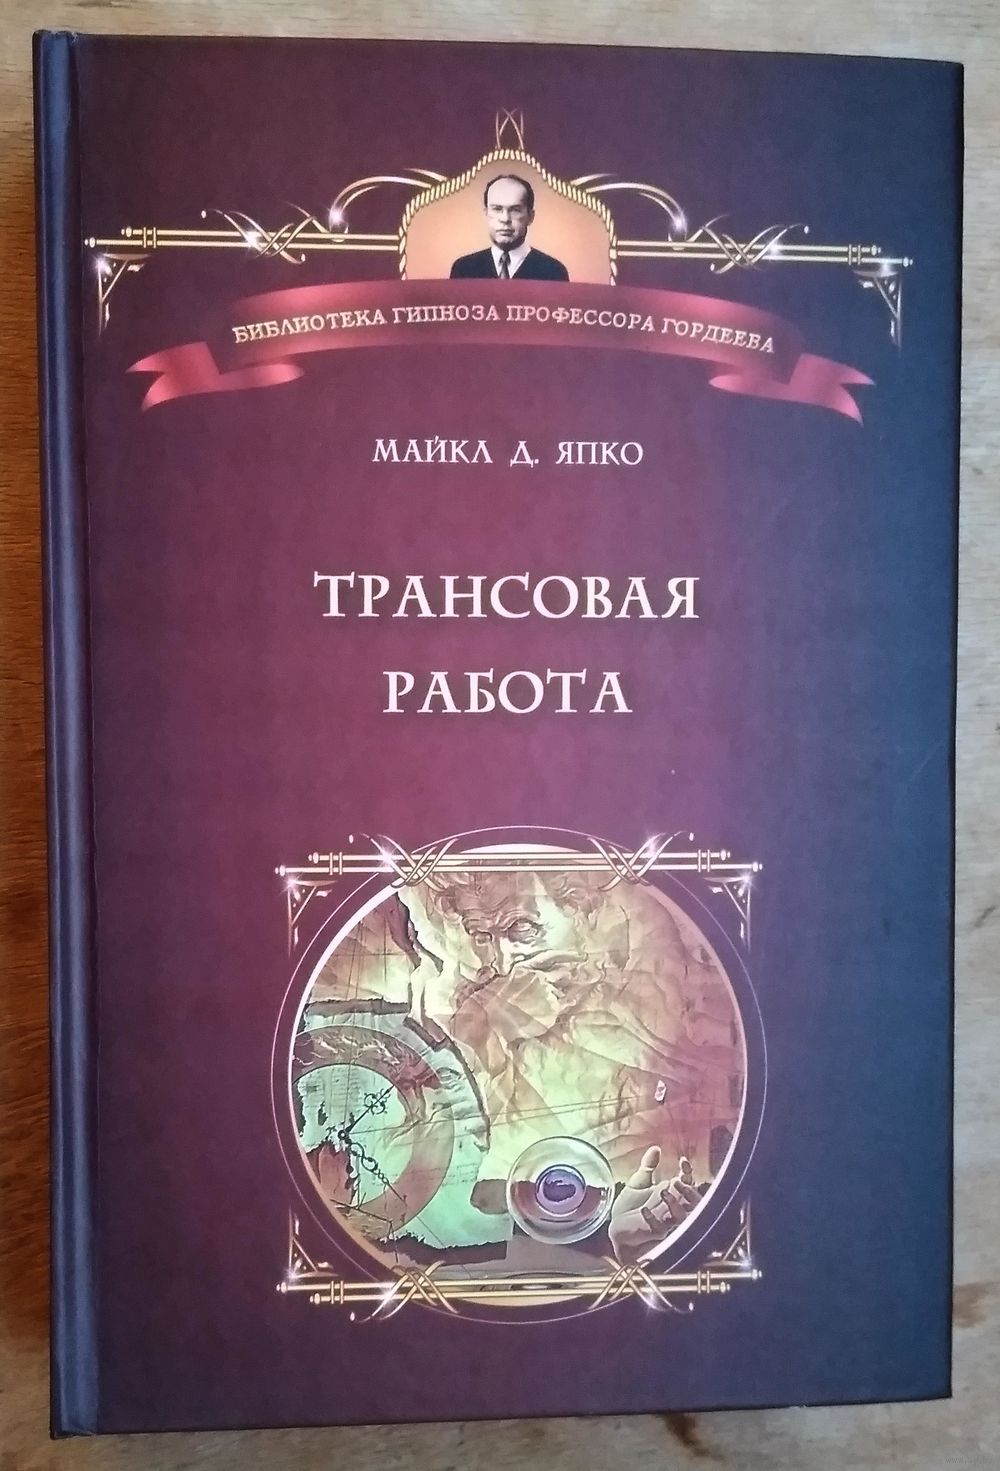 БИБЛИОТЕКА ГИПНОЗА ПРОФЕССОРА ГОРДЕЕВА
МАЙКЛ Д. ЯПКО
ТРАНСОВАЯ
РАБОТА